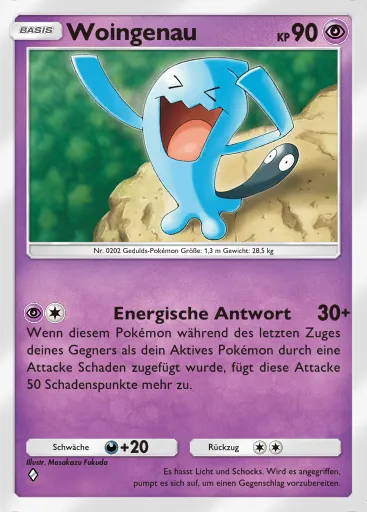 BASIS Woingenau KP 90
Nr. 0202 Gedulds-Pokémon Größe: 1,3 m Gewicht: 28,5 kg
Energische Antwort 30+
Wenn diesem Pokémon während des letzten Zuges
deines Gegners als dein Aktives Pokémon durch eine
Attacke Schaden zugefügt wurde, fügt diese Attacke
50 Schadenspunkte mehr zu.
Schwäche +20 Rückzug
Illustr. Masakazu Fukuda
Es hasst Licht und Schocks. Wird es angegriffen,
pumpt es sich auf, um einen Gegenschlag vorzubereiten.